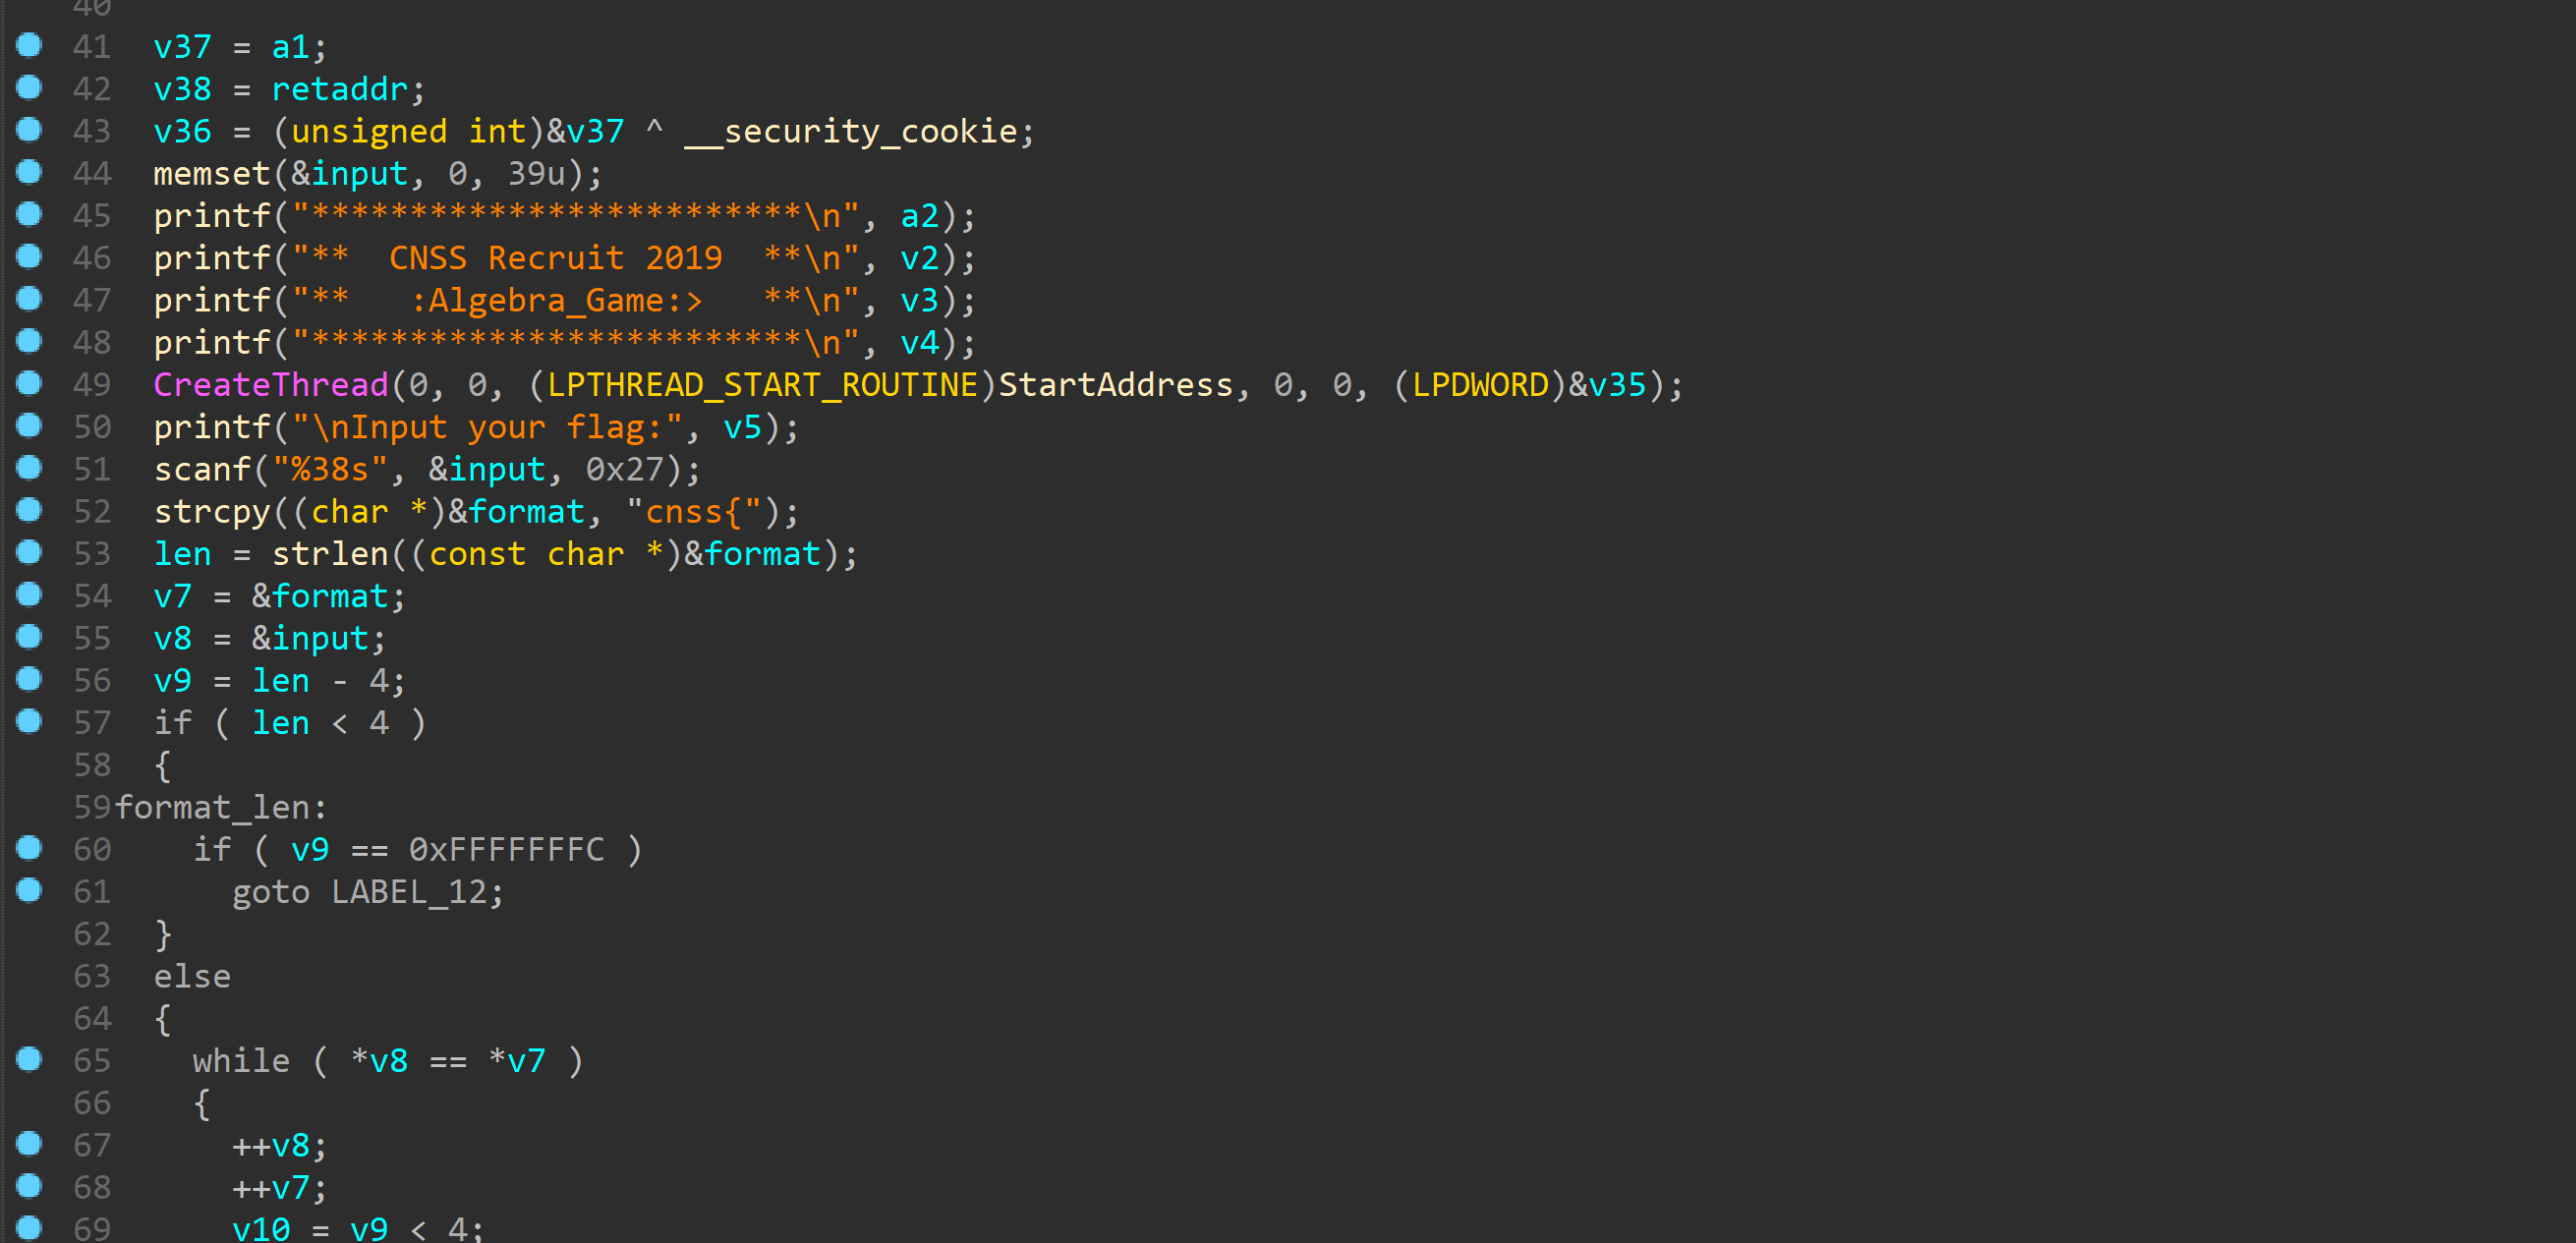 40
41 v37 = a1;
42 v38 = retaddr;
43 v36 = (unsigned int)&v37 ^ __security_cookie;
44 memset(&input, 0, 39u);
45 printf("*************************\n", a2);
46 printf("**  CNSS Recruit 2019  **\n", v2);
47 printf("**   :Algebra_Game:>   **\n", v3);
48 printf("*************************\n", v4);
49 CreateThread(0, 0, (LPTHREAD_START_ROUTINE)StartAddress, 0, 0, (LPDWORD)&v35);
50 printf("\nInput your flag:", v5);
51 scanf("%38s", &input, 0x27);
52 strcpy((char *)&format, "cnss{");
53 len = strlen((const char *)&format);
54 v7 = &format;
55 v8 = &input;
56 v9 = len - 4;
57 if ( len < 4 )
58 {
59 format_len:
60 if ( v9 == 0xFFFFFFFC )
61 goto LABEL_12;
62 }
63 else
64 {
65 while ( *v8 == *v7 )
66 {
67 ++v8;
68 ++v7;
69 v10 = v9 < 4;